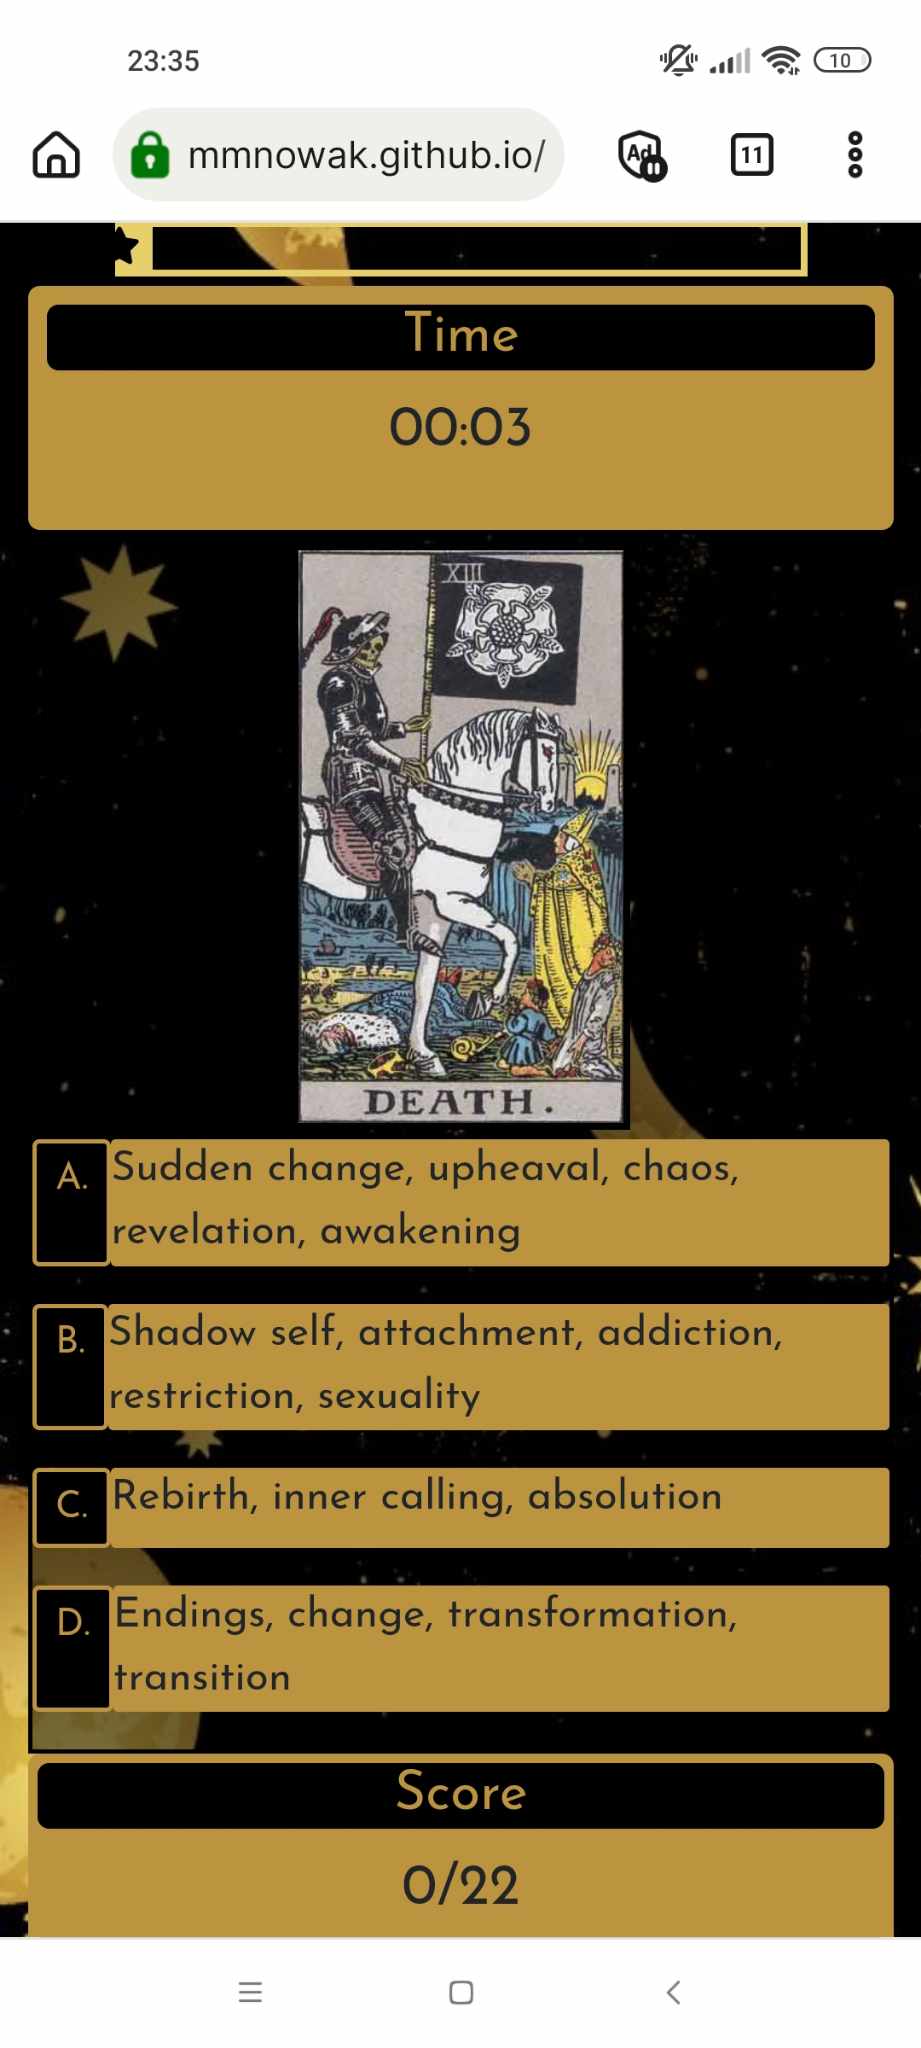 23:35
10
mmnowak.github.io/
Ad
11
Time
00:03
XIII
DEATH.
A. Sudden change, upheaval, chaos,
revelation, awakening
B. Shadow self, attachment, addiction,
restriction, sexuality
C. Rebirth, inner calling, absolution
D. Endings, change, transformation,
transition
Score
0/22